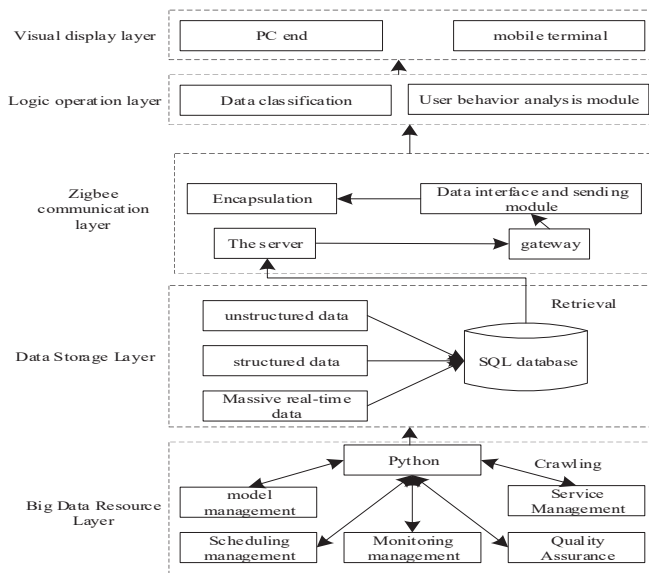 Visual display layer
PC end
mobile terminal
Logic operation layer
Data classification
User behavior analysis module
Zigbee
communication
layer
Encapsulation
Data interface and sending
module
The server
gateway
Data Storage Layer
unstructured data
structured data
Massive real-time
data
Retrieval
SQL database
Big Data Resource
Layer
Python
Crawling
model
management
Service
Management
Scheduling
management
Monitoring
management
Quality
Assurance